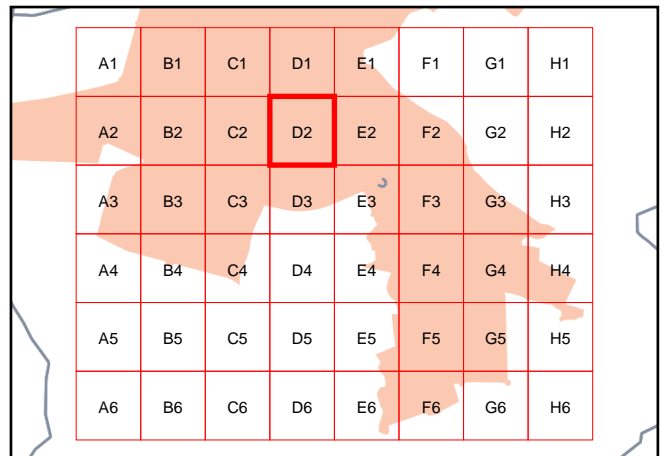 A1 B1 C1 D1 E1 F1 G1 H1
A2 B2 C2 D2 E2 F2 G2 H2
A3 B3 C3 D3 E3 F3 G3 H3
A4 B4 C4 D4 E4 F4 G4 H4
A5 B5 C5 D5 E5 F5 G5 H5
A6 B6 C6 D6 E6 F6 G6 H6